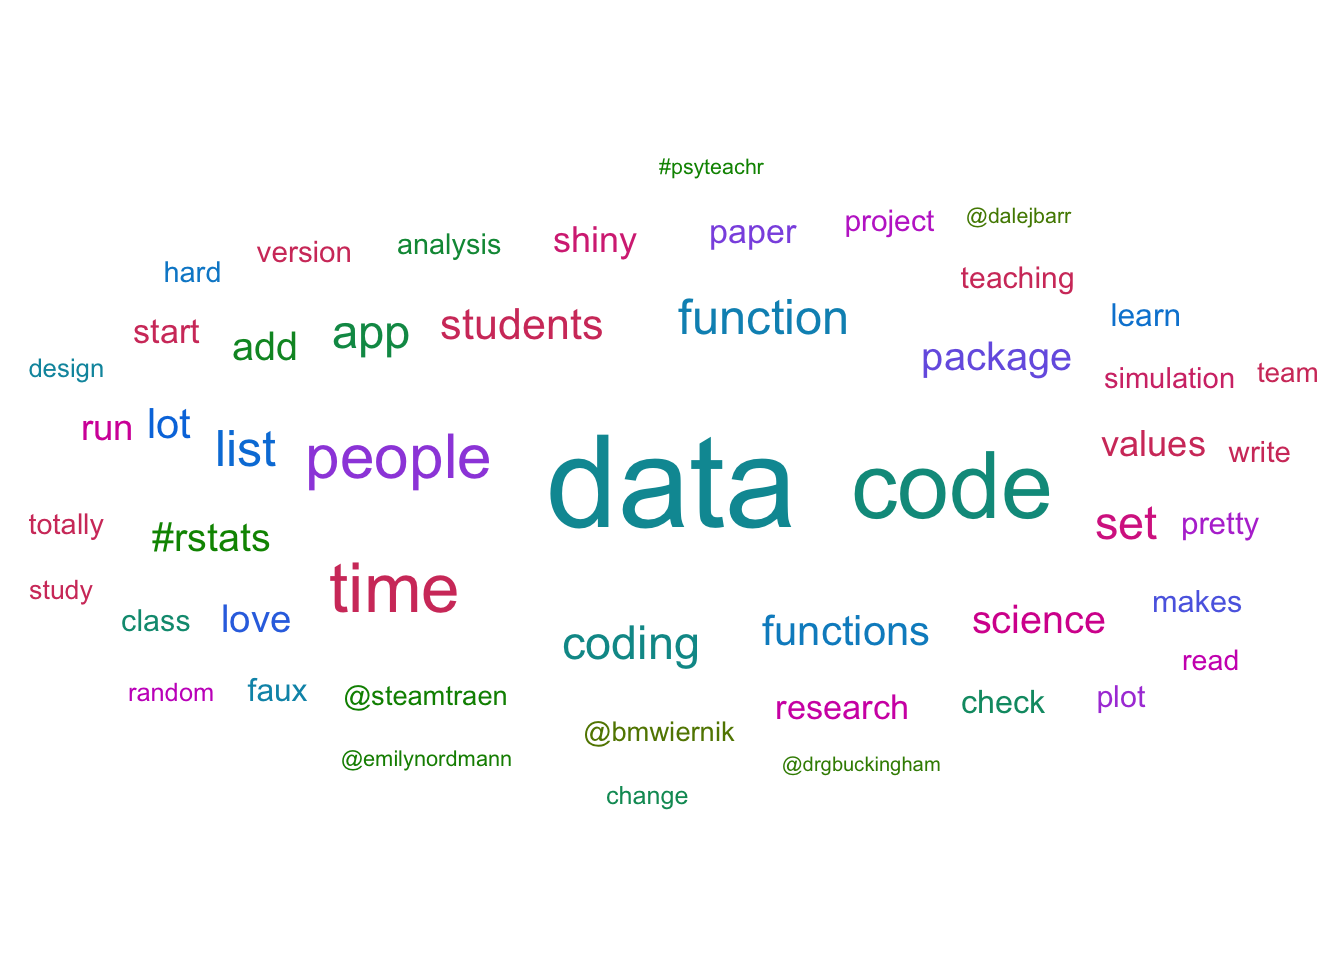 #psyteachr
@dalejbarr
project
paper
shiny
analysis
version
hard
teaching
learn
function
students
app
add
start
design
package
simulation
team
run
lot
list
people
data
code
values
write
totally
#rstats
set
pretty
study
time
class
love
coding
functions
science
makes
read
random
faux
@steamtraen
research
check
plot
@bmwiernik
@emilynordmann
@drgbuckingham
change